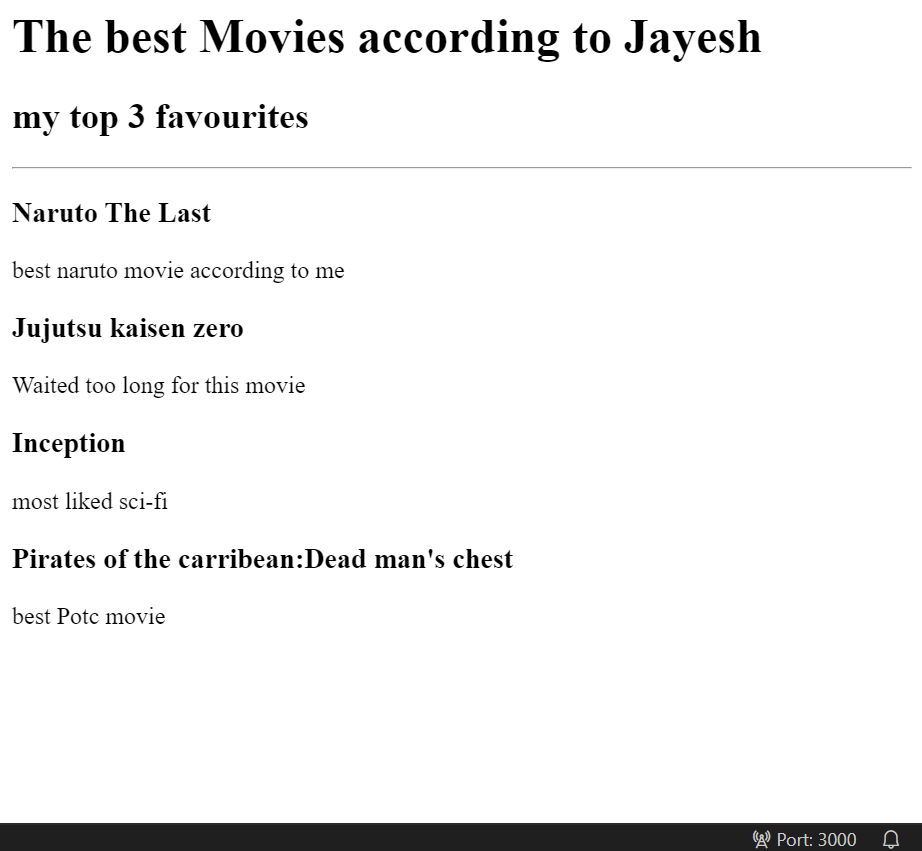 The best Movies according to Jayesh
my top 3 favourites
Naruto The Last
best naruto movie according to me
Jujutsu kaisen zero
Waited too long for this movie
Inception
most liked sci-fi
Pirates of the carribean:Dead man's chest
best Potc movie
Port: 3000